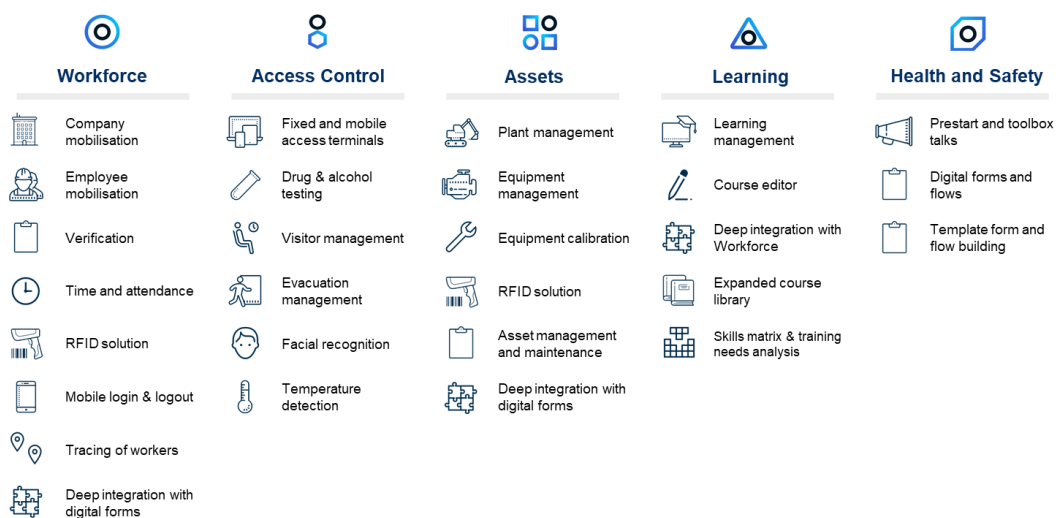 Workforce
Access Control
Assets
Learning
Health and Safety
Company
mobilisation
Employee
mobilisation
Verification
Time and attendance
RFID solution
Mobile login & logout
Tracing of workers
Deep integration with
digital forms
Fixed and mobile
access terminals
Drug & alcohol
testing
Visitor management
Evacuation
management
Facial recognition
Temperature
detection
Plant management
Equipment
management
Equipment calibration
RFID solution
Asset management
and maintenance
Deep integration with
digital forms
Learning
management
Course editor
Deep integration with
Workforce
Expanded course
library
Skills matrix & training
needs analysis
Prestart and toolbox
talks
Digital forms and
flows
Template form and
flow building